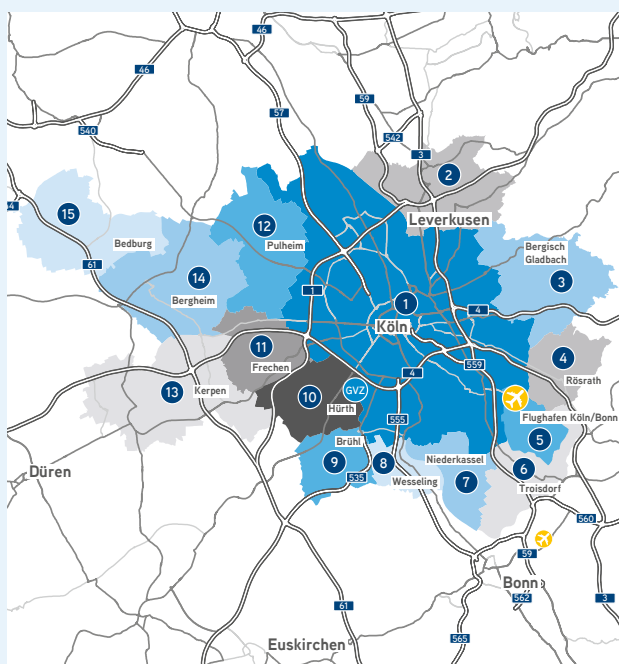 46
46
59
57
540
542
3
2
15
44
Leverkusen
12
Bedburg
Pulheim
Bergisch
Gladbach
61
14
3
1
1
Bergheim
4
Köln
11
559
4
Frechen
4
Rösrath
13
Kerpen
10
GVZ
Hürth
555
Flughafen Köln/Bonn
5
Brühl
Niederkassel
9
8
6
Düren
535
Wesseling
7
Troisdorf
560
59
Bonn
562
3
61
565
Euskirchen